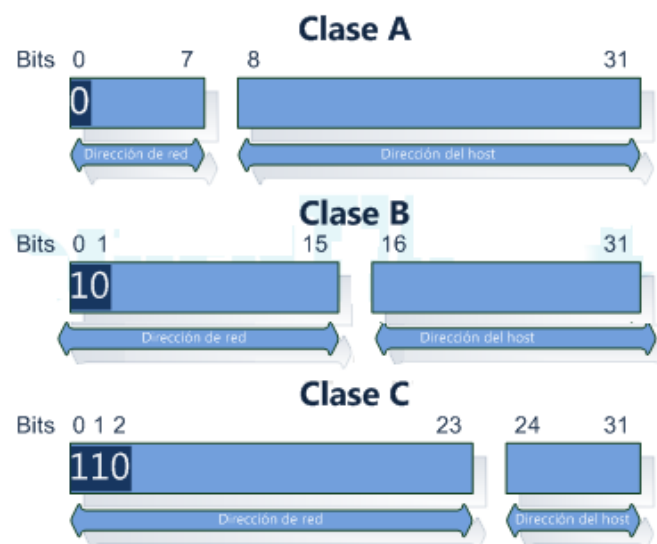 Clase A
Bits 0 7 8 31
0
Dirección de red Dirección del host
Clase B
Bits 0 1 15 16 31
10
Dirección de red Dirección del host
Clase C
Bits 0 1 2 23 24 31
110
Dirección de red Dirección del host